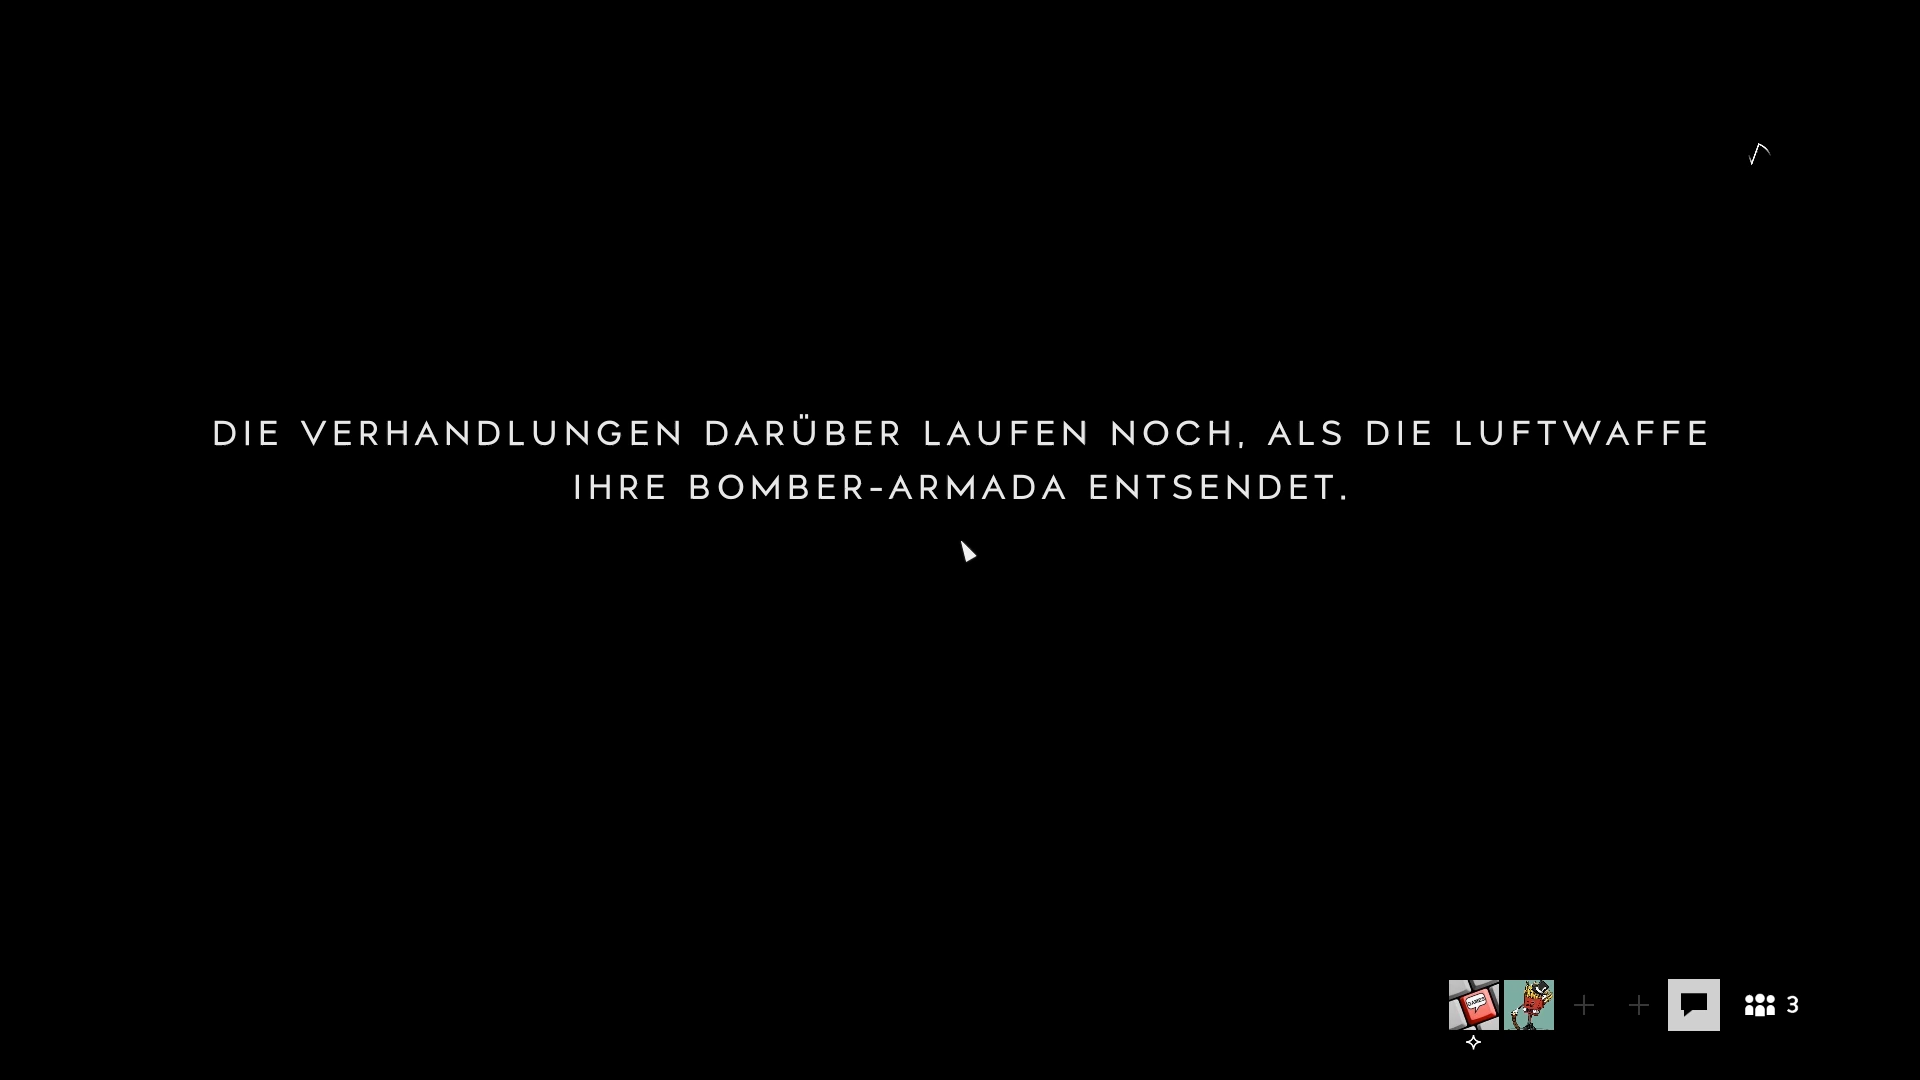 DIE VERHANDLUNGEN DARÜBER LAUFEN NOCH, ALS DIE LUFTWAFFE
IHRE BOMBER-ARMADA ENTSENDET.
3